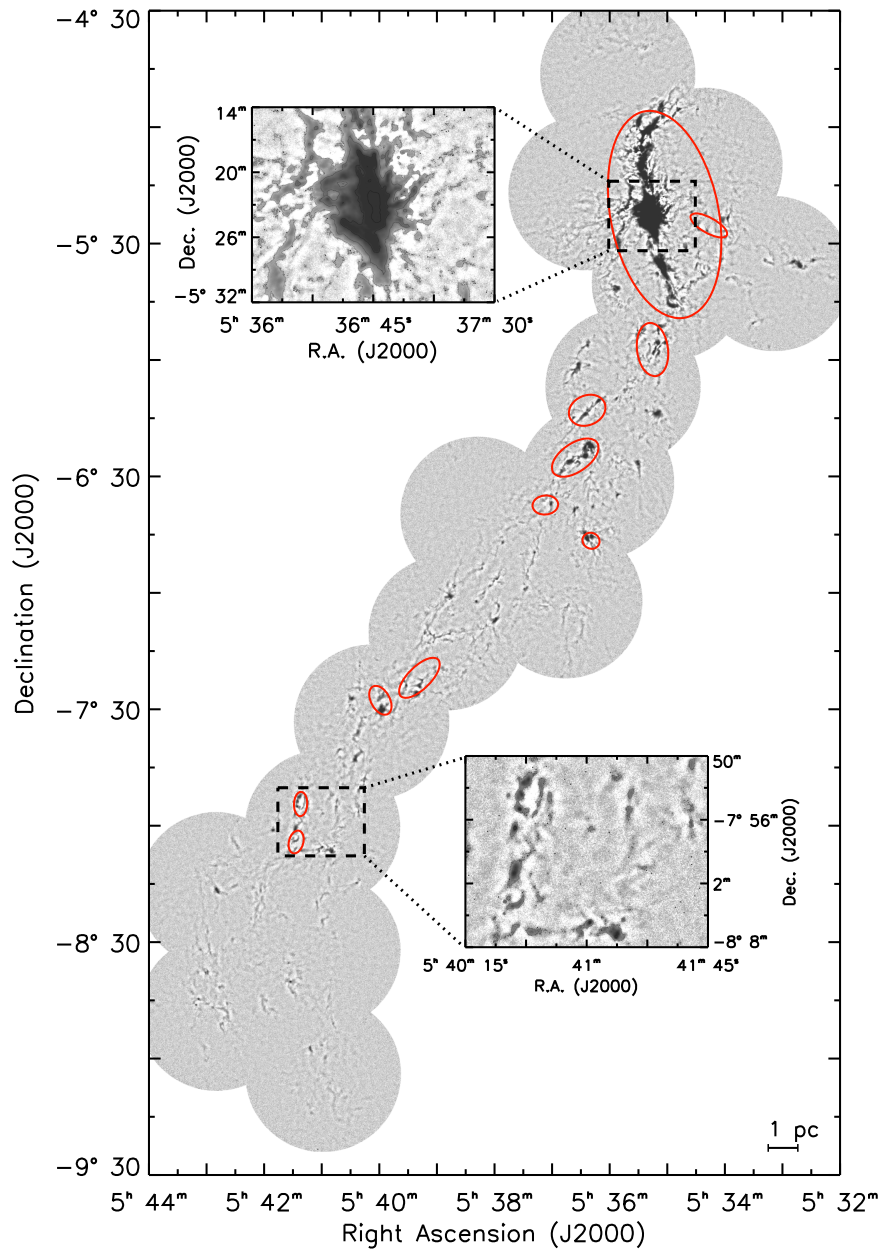 −4° 30
14ᵐ
20ᵐ
26ᵐ
−5° 32ᵐ
Dec. (J2000)
5ʰ 36ᵐ 36ᵐ 45ˢ 37ᵐ 30ˢ
R.A. (J2000)
−5° 30
−6° 30
Declination (J2000)
−7° 30
50ᵐ
−7° 56ᵐ
2ᵐ
−8° 8ᵐ
Dec. (J2000)
5ʰ 40ᵐ 15ˢ 41ᵐ 41ᵐ 45ˢ
R.A. (J2000)
−8° 30
1 pc
−9° 30
5ʰ 44ᵐ 5ʰ 42ᵐ 5ʰ 40ᵐ 5ʰ 38ᵐ 5ʰ 36ᵐ 5ʰ 34ᵐ 5ʰ 32ᵐ
Right Ascension (J2000)